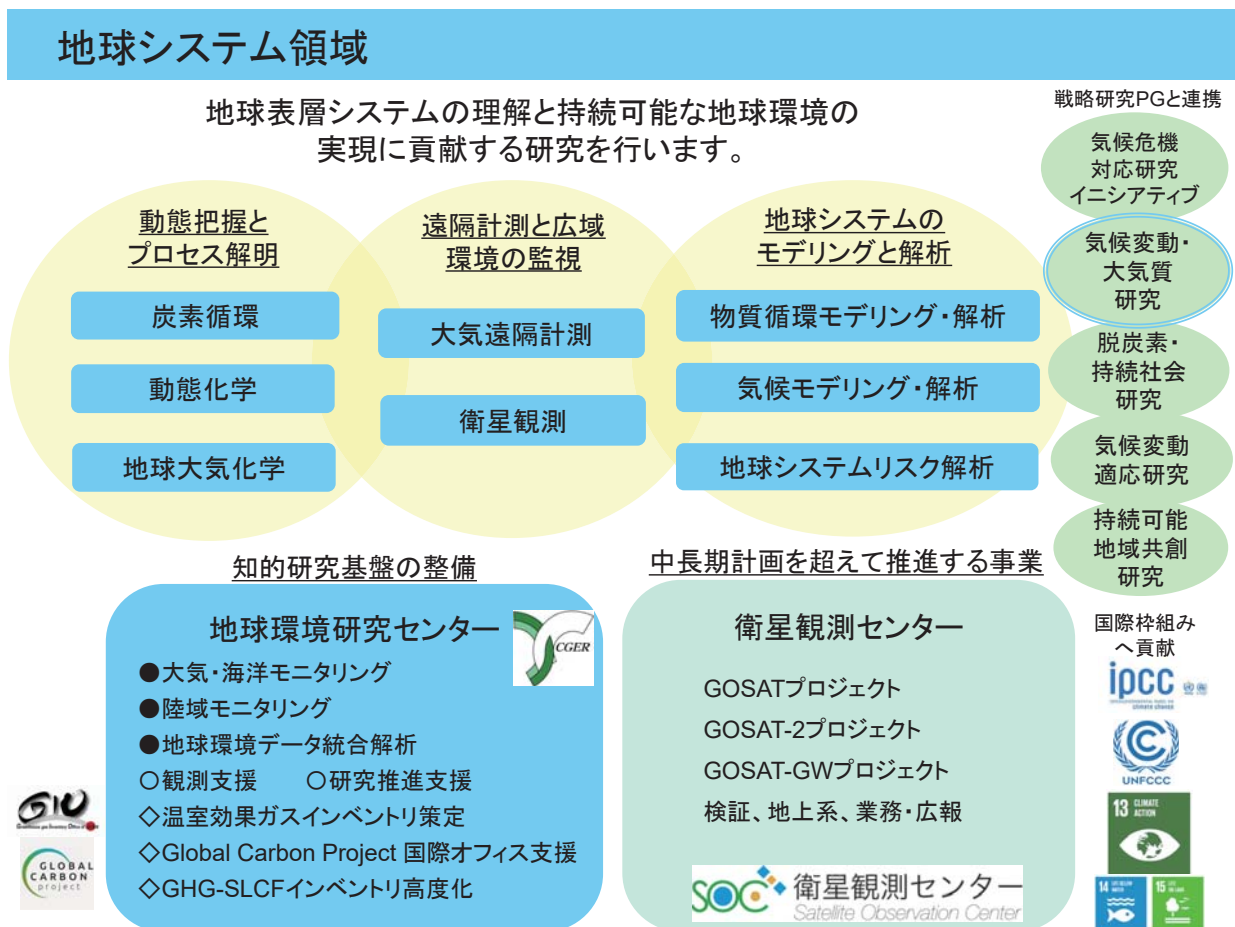 地球システム領域
地球表層システムの理解と持続可能な地球環境の
実現に貢献する研究を行います。
動態把握と
プロセス解明
炭素循環
動態化学
地球大気化学
遠隔計測と広域
環境の監視
大気遠隔計測
衛星観測
地球システムの
モデリングと解析
物質循環モデリング・解析
気候モデリング・解析
地球システムリスク解析
戦略研究PGと連携
気候危機
対応研究
イニシアティブ
気候変動・
大気質
研究
脱炭素・
持続社会
研究
気候変動
適応研究
持続可能
地域共創
研究
知的研究基盤の整備
地球環境研究センター
CGER
●大気・海洋モニタリング
●陸域モニタリング
●地球環境データ統合解析
○観測支援　○研究推進支援
◇温室効果ガスインベントリ策定
◇Global Carbon Project 国際オフィス支援
◇GHG-SLCFインベントリ高度化
GIO
GLOBAL
CARBON
project
中長期計画を超えて推進する事業
衛星観測センター
GOSATプロジェクト
GOSAT-2プロジェクト
GOSAT-GWプロジェクト
検証、地上系、業務・広報
SOC 衛星観測センター
Satellite Observation Center
国際枠組み
へ貢献
ipcc
climate change
UNFCCC
13 CLIMATE
ACTION
14 LIFE BELOW
WATER
15 LIFE
ON LAND